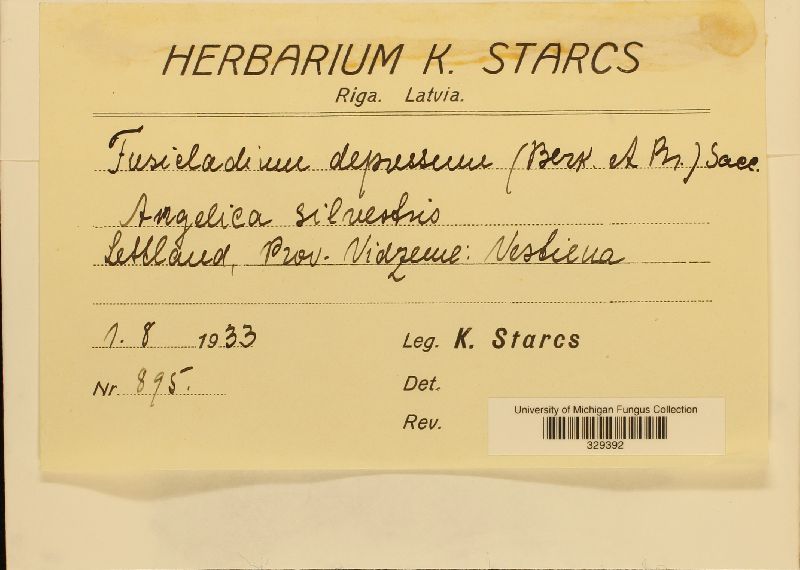 HERBARIUM K. STARCS
Riga. Latvia.
Fusicladium depressum (Berk. et Br.) Sacc.
Angelica silvestris
Lettland, Prov. Vidzeme: Vestiena
1. 8 1933
Leg. K. Starcs
Nr 895.
Det.
Rev.
University of Michigan Fungus Collection
329392